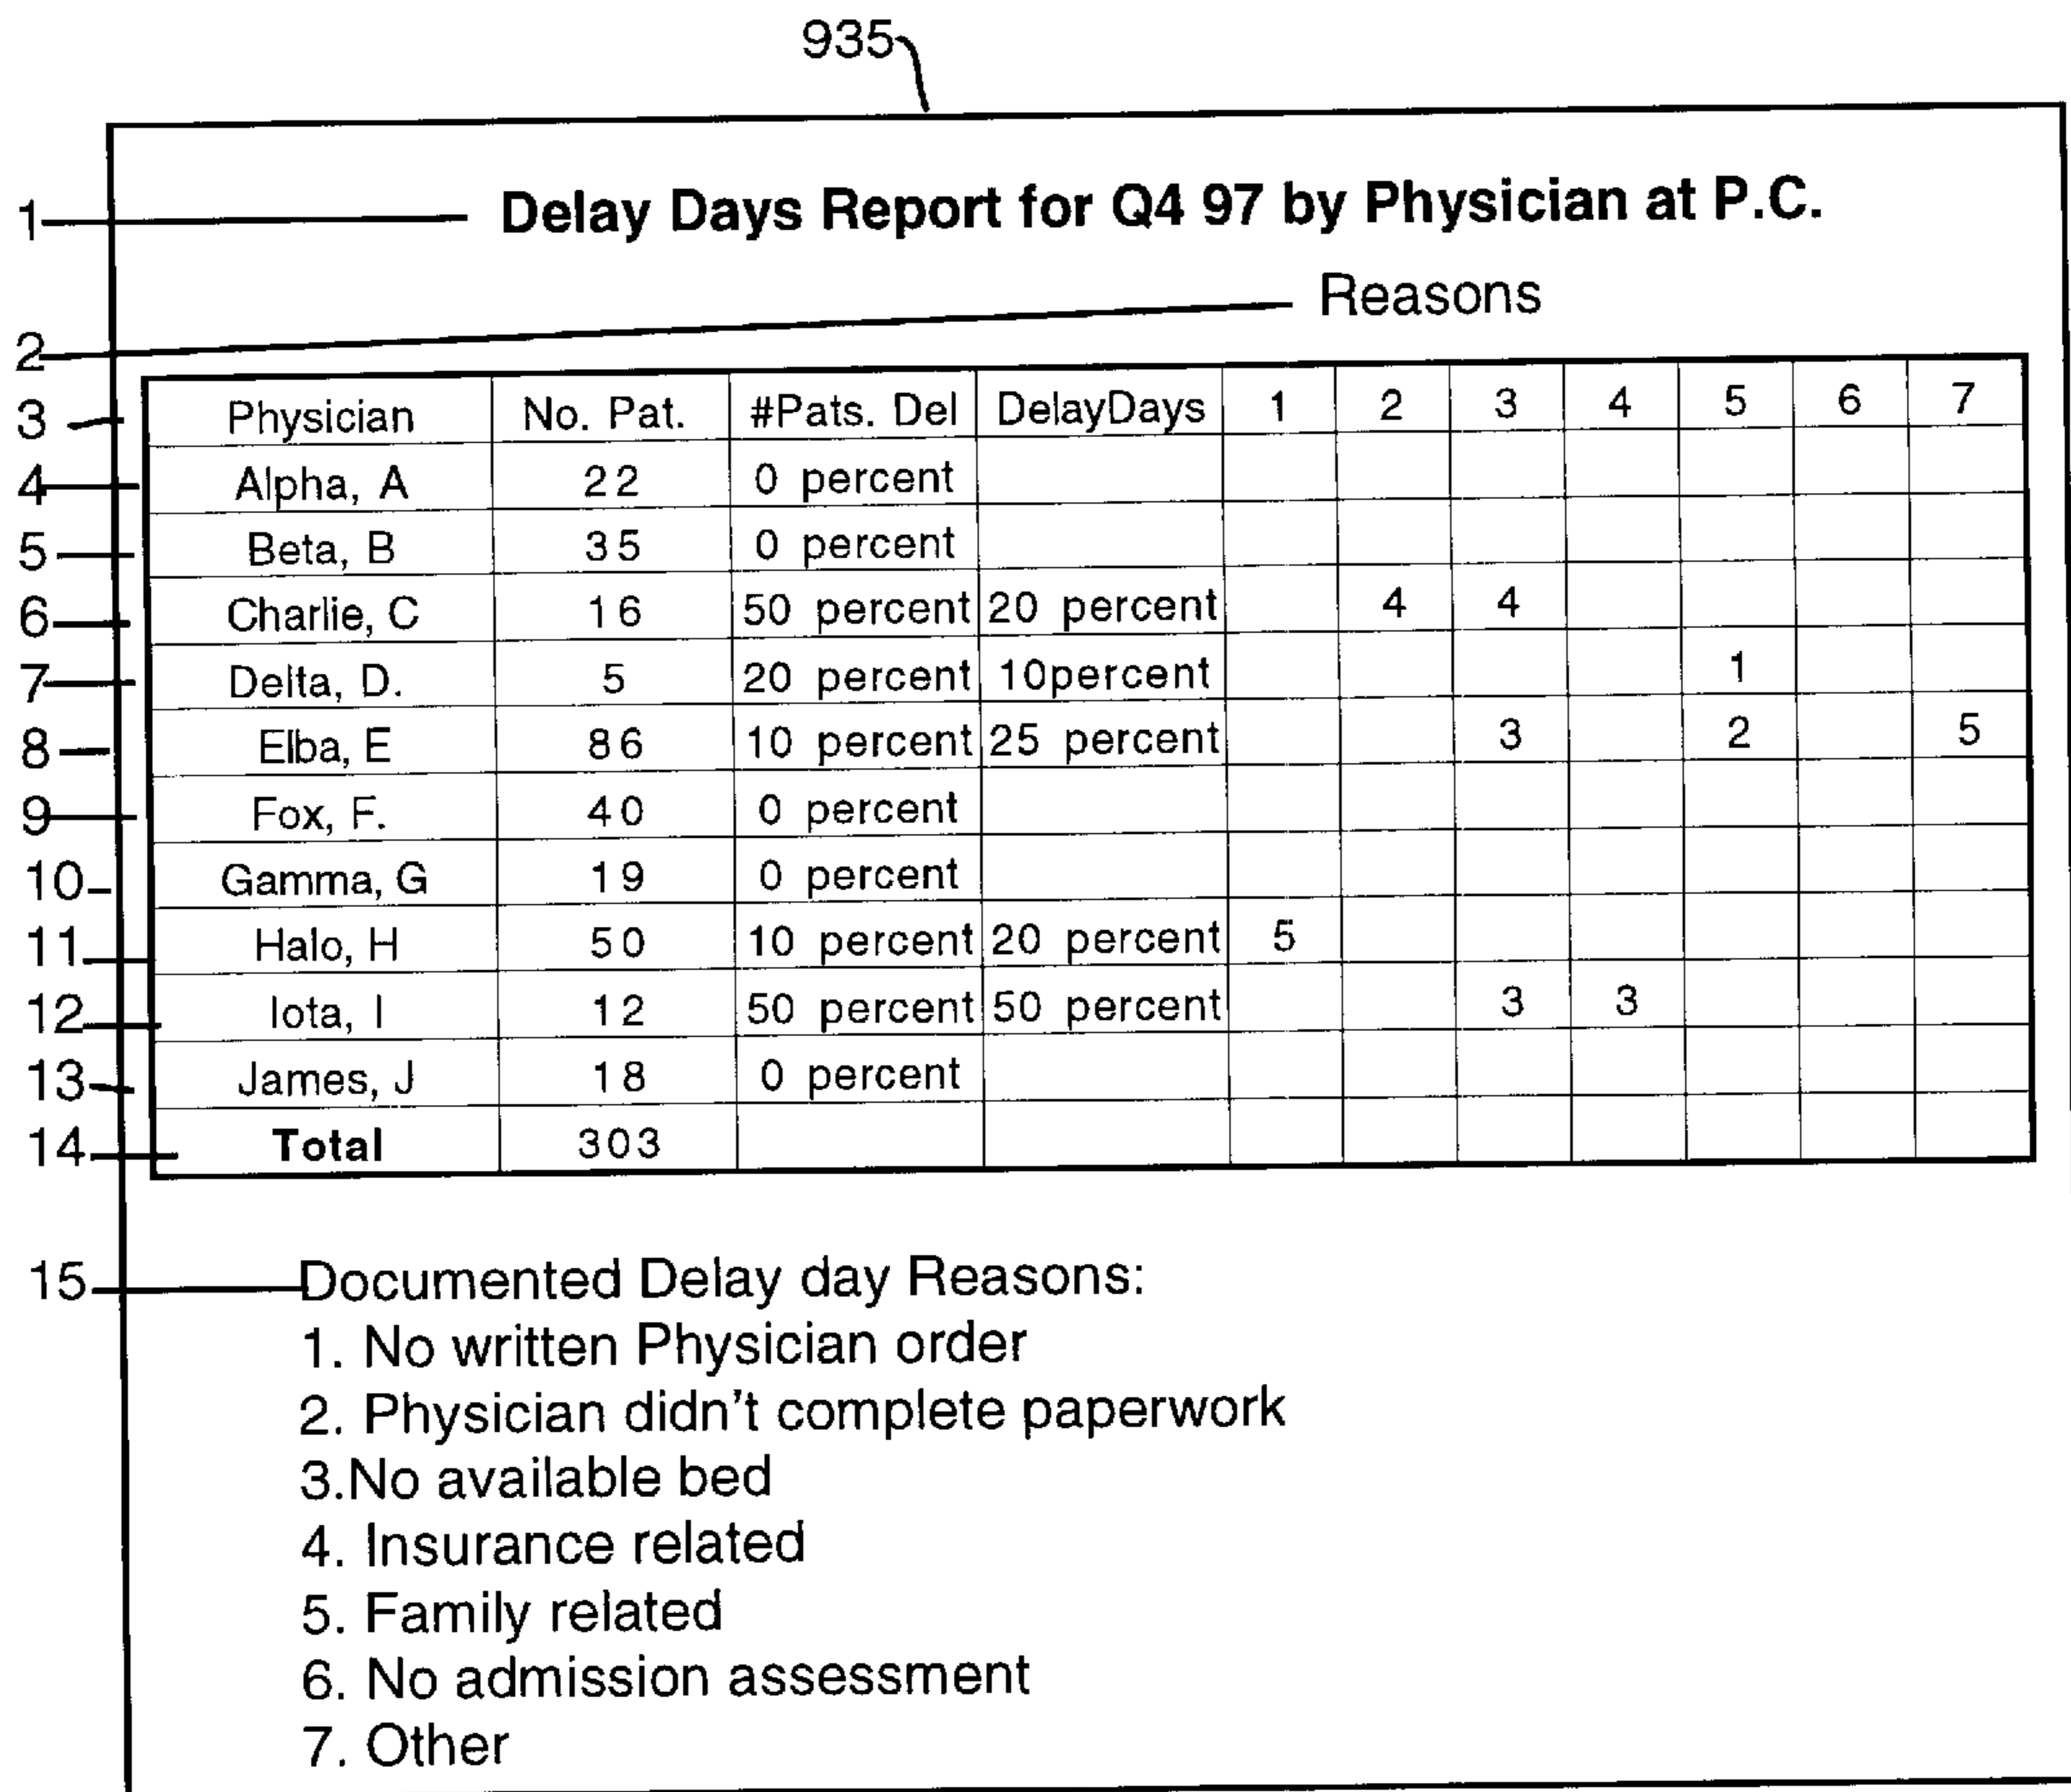 935
1 Delay Days Report for Q4 97 by Physician at P.C.
2 Reasons
3 Physician No. Pat. #Pats. Del DelayDays 1 2 3 4 5 6 7
4 Alpha, A 22 0 percent
5 Beta, B 35 0 percent
6 Charlie, C 16 50 percent 20 percent 4 4
7 Delta, D. 5 20 percent 10percent 1
8 Elba, E 86 10 percent 25 percent 3 2 5
9 Fox, F. 40 0 percent
10 Gamma, G 19 0 percent
11 Halo, H 50 10 percent 20 percent 5
12 Iota, I 12 50 percent 50 percent 3 3
13 James, J 18 0 percent
14 Total 303
15 Documented Delay day Reasons:
1. No written Physician order
2. Physician didn't complete paperwork
3.No available bed
4. Insurance related
5. Family related
6. No admission assessment
7. Other